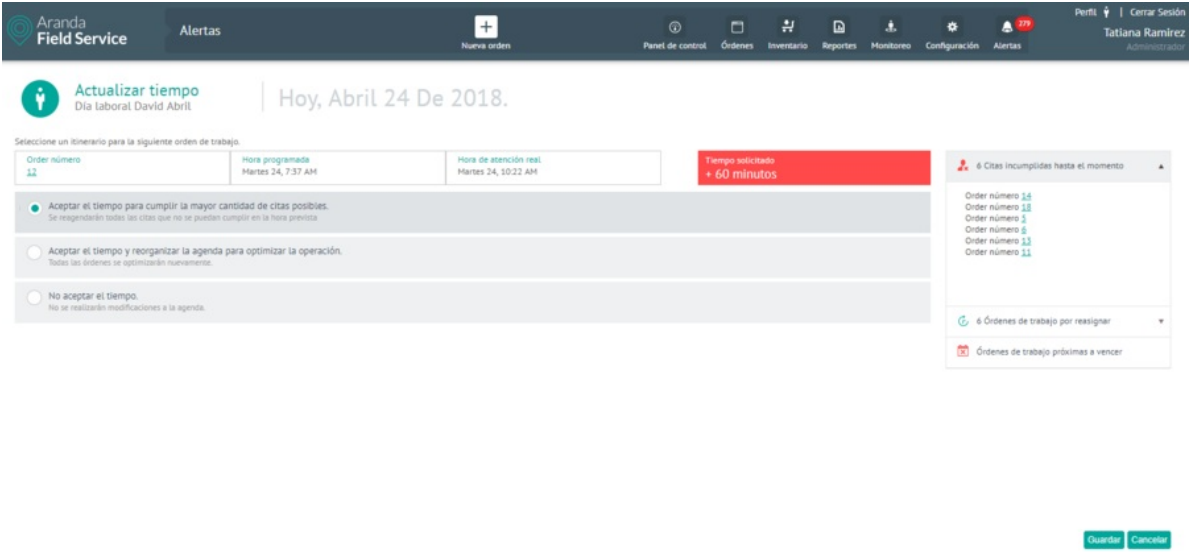 Aranda
Field Service
Alertas
Nueva orden
Panel de control
Órdenes
Inventario
Reportes
Monitoreo
Configuración
Alertas
279
Perfil | Cerrar Sesión
Tatiana Ramirez
Administrador
Actualizar tiempo
Día laboral David Abril
Hoy, Abril 24 De 2018.
Seleccione un itinerario para la siguiente orden de trabajo.
Order número
12
Hora programada
Martes 24, 7:37 AM
Hora de atención real
Martes 24, 10:22 AM
Tiempo solicitado
+ 60 minutos
Aceptar el tiempo para cumplir la mayor cantidad de citas posibles.
Se reagendarán todas las citas que no se puedan cumplir en la hora prevista
Aceptar el tiempo y reorganizar la agenda para optimizar la operación.
Todas las órdenes se optimizarán nuevamente.
No aceptar el tiempo.
No se realizarán modificaciones a la agenda.
6 Citas incumplidas hasta el momento
Order número 14
Order número 18
Order número 5
Order número 6
Order número 13
Order número 11
6 Órdenes de trabajo por reasignar
Órdenes de trabajo próximas a vencer
Guardar
Cancelar